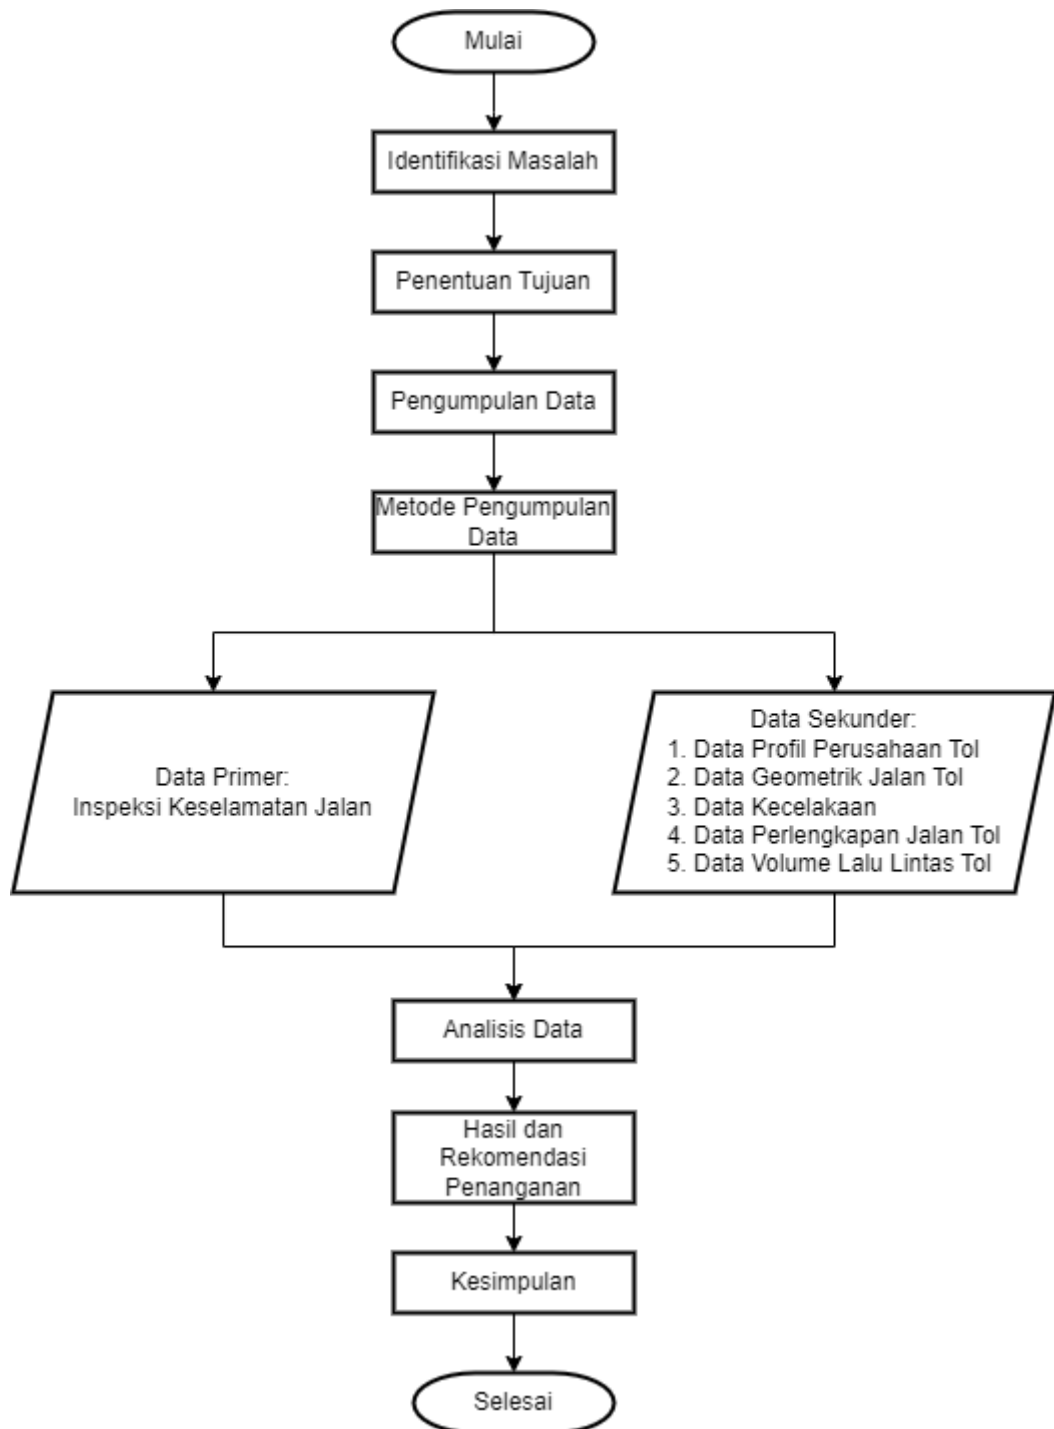 Mulai
Identifikasi Masalah
Penentuan Tujuan
Pengumpulan Data
Metode Pengumpulan
Data
Data Primer:
Inspeksi Keselamatan Jalan
Data Sekunder:
1. Data Profil Perusahaan Tol
2. Data Geometrik Jalan Tol
3. Data Kecelakaan
4. Data Perlengkapan Jalan Tol
5. Data Volume Lalu Lintas Tol
Analisis Data
Hasil dan
Rekomendasi
Penanganan
Kesimpulan
Selesai